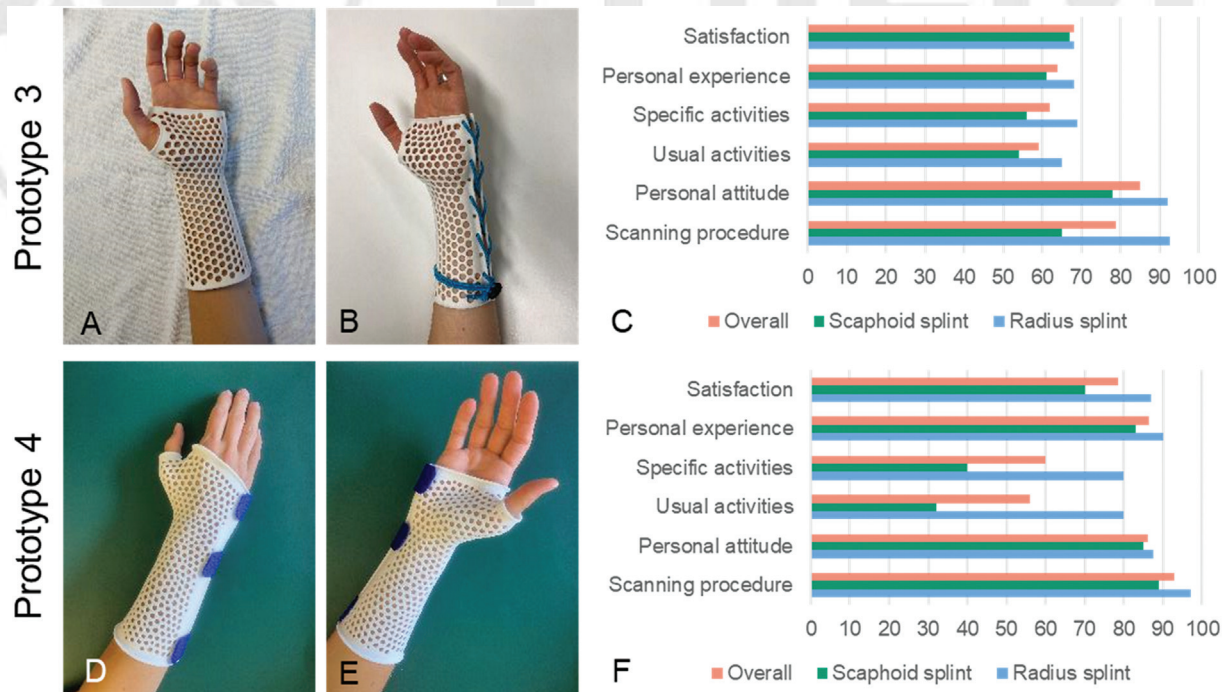 Prototype 3
A
B
Satisfaction
Personal experience
Specific activities
Usual activities
Personal attitude
Scanning procedure
0 10 20 30 40 50 60 70 80 90 100
C
Overall Scaphoid splint Radius splint
Prototype 4
D
E
Satisfaction
Personal experience
Specific activities
Usual activities
Personal attitude
Scanning procedure
0 10 20 30 40 50 60 70 80 90 100
F
Overall Scaphoid splint Radius splint